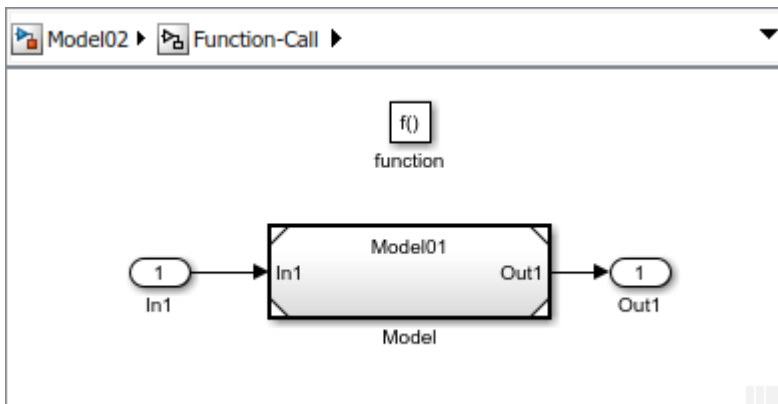 Model02 Function-Call
f()
function
Model01
1 In1 Out1 1
In1 Out1
Model